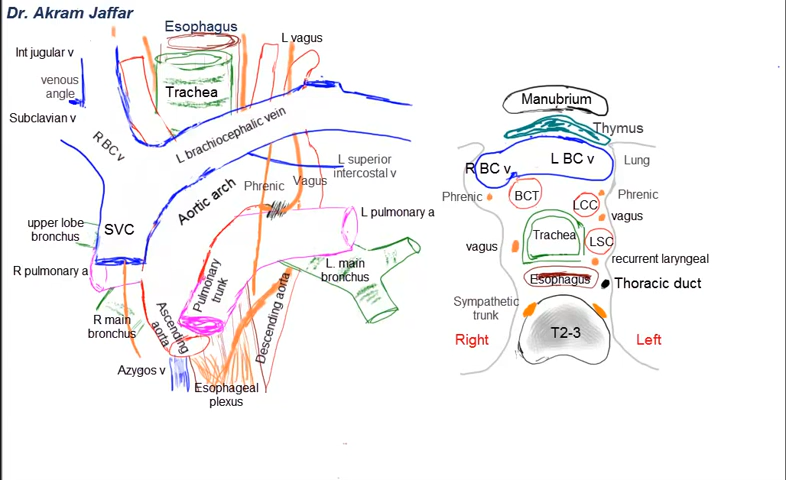 Dr. Akram Jaffar
Esophagus
L vagus
Int jugular v
venous
angle
Trachea
Subclavian v
R BC v
L brachiocephalic vein
L superior
intercostal v
Phrenic
Vagus
Aortic arch
upper lobe
bronchus
SVC
L pulmonary a
R pulmonary a
L. main
bronchus
Pulmonary
trunk
R main
bronchus
Ascending
aorta
Descending aorta
Azygos v
Esophageal
plexus
Manubrium
Thymus
R BC v
L BC v
Lung
Phrenic
BCT
LCC
Phrenic
vagus
vagus
Trachea
LSC
recurrent laryngeal
Esophagus
Thoracic duct
Sympathetic
trunk
T2-3
Right
Left